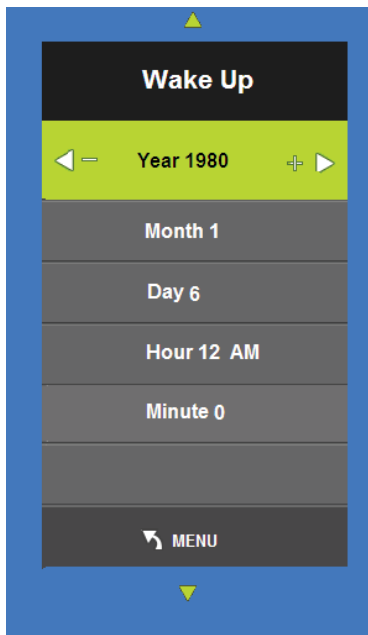 Wake Up
Year 1980
Month 1
Day 6
Hour 12 AM
Minute 0
MENU